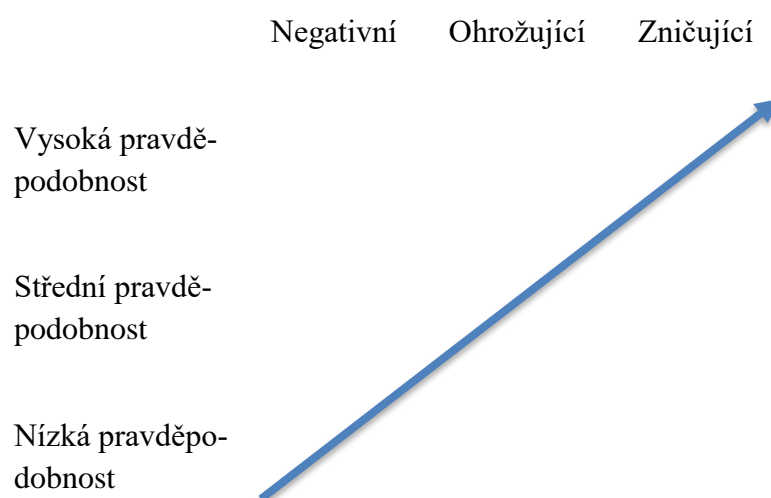 Negativní Ohrožující Zničující
Vysoká pravdě-
podobnost
Střední pravdě-
podobnost
Nízká pravděpo-
dobnost